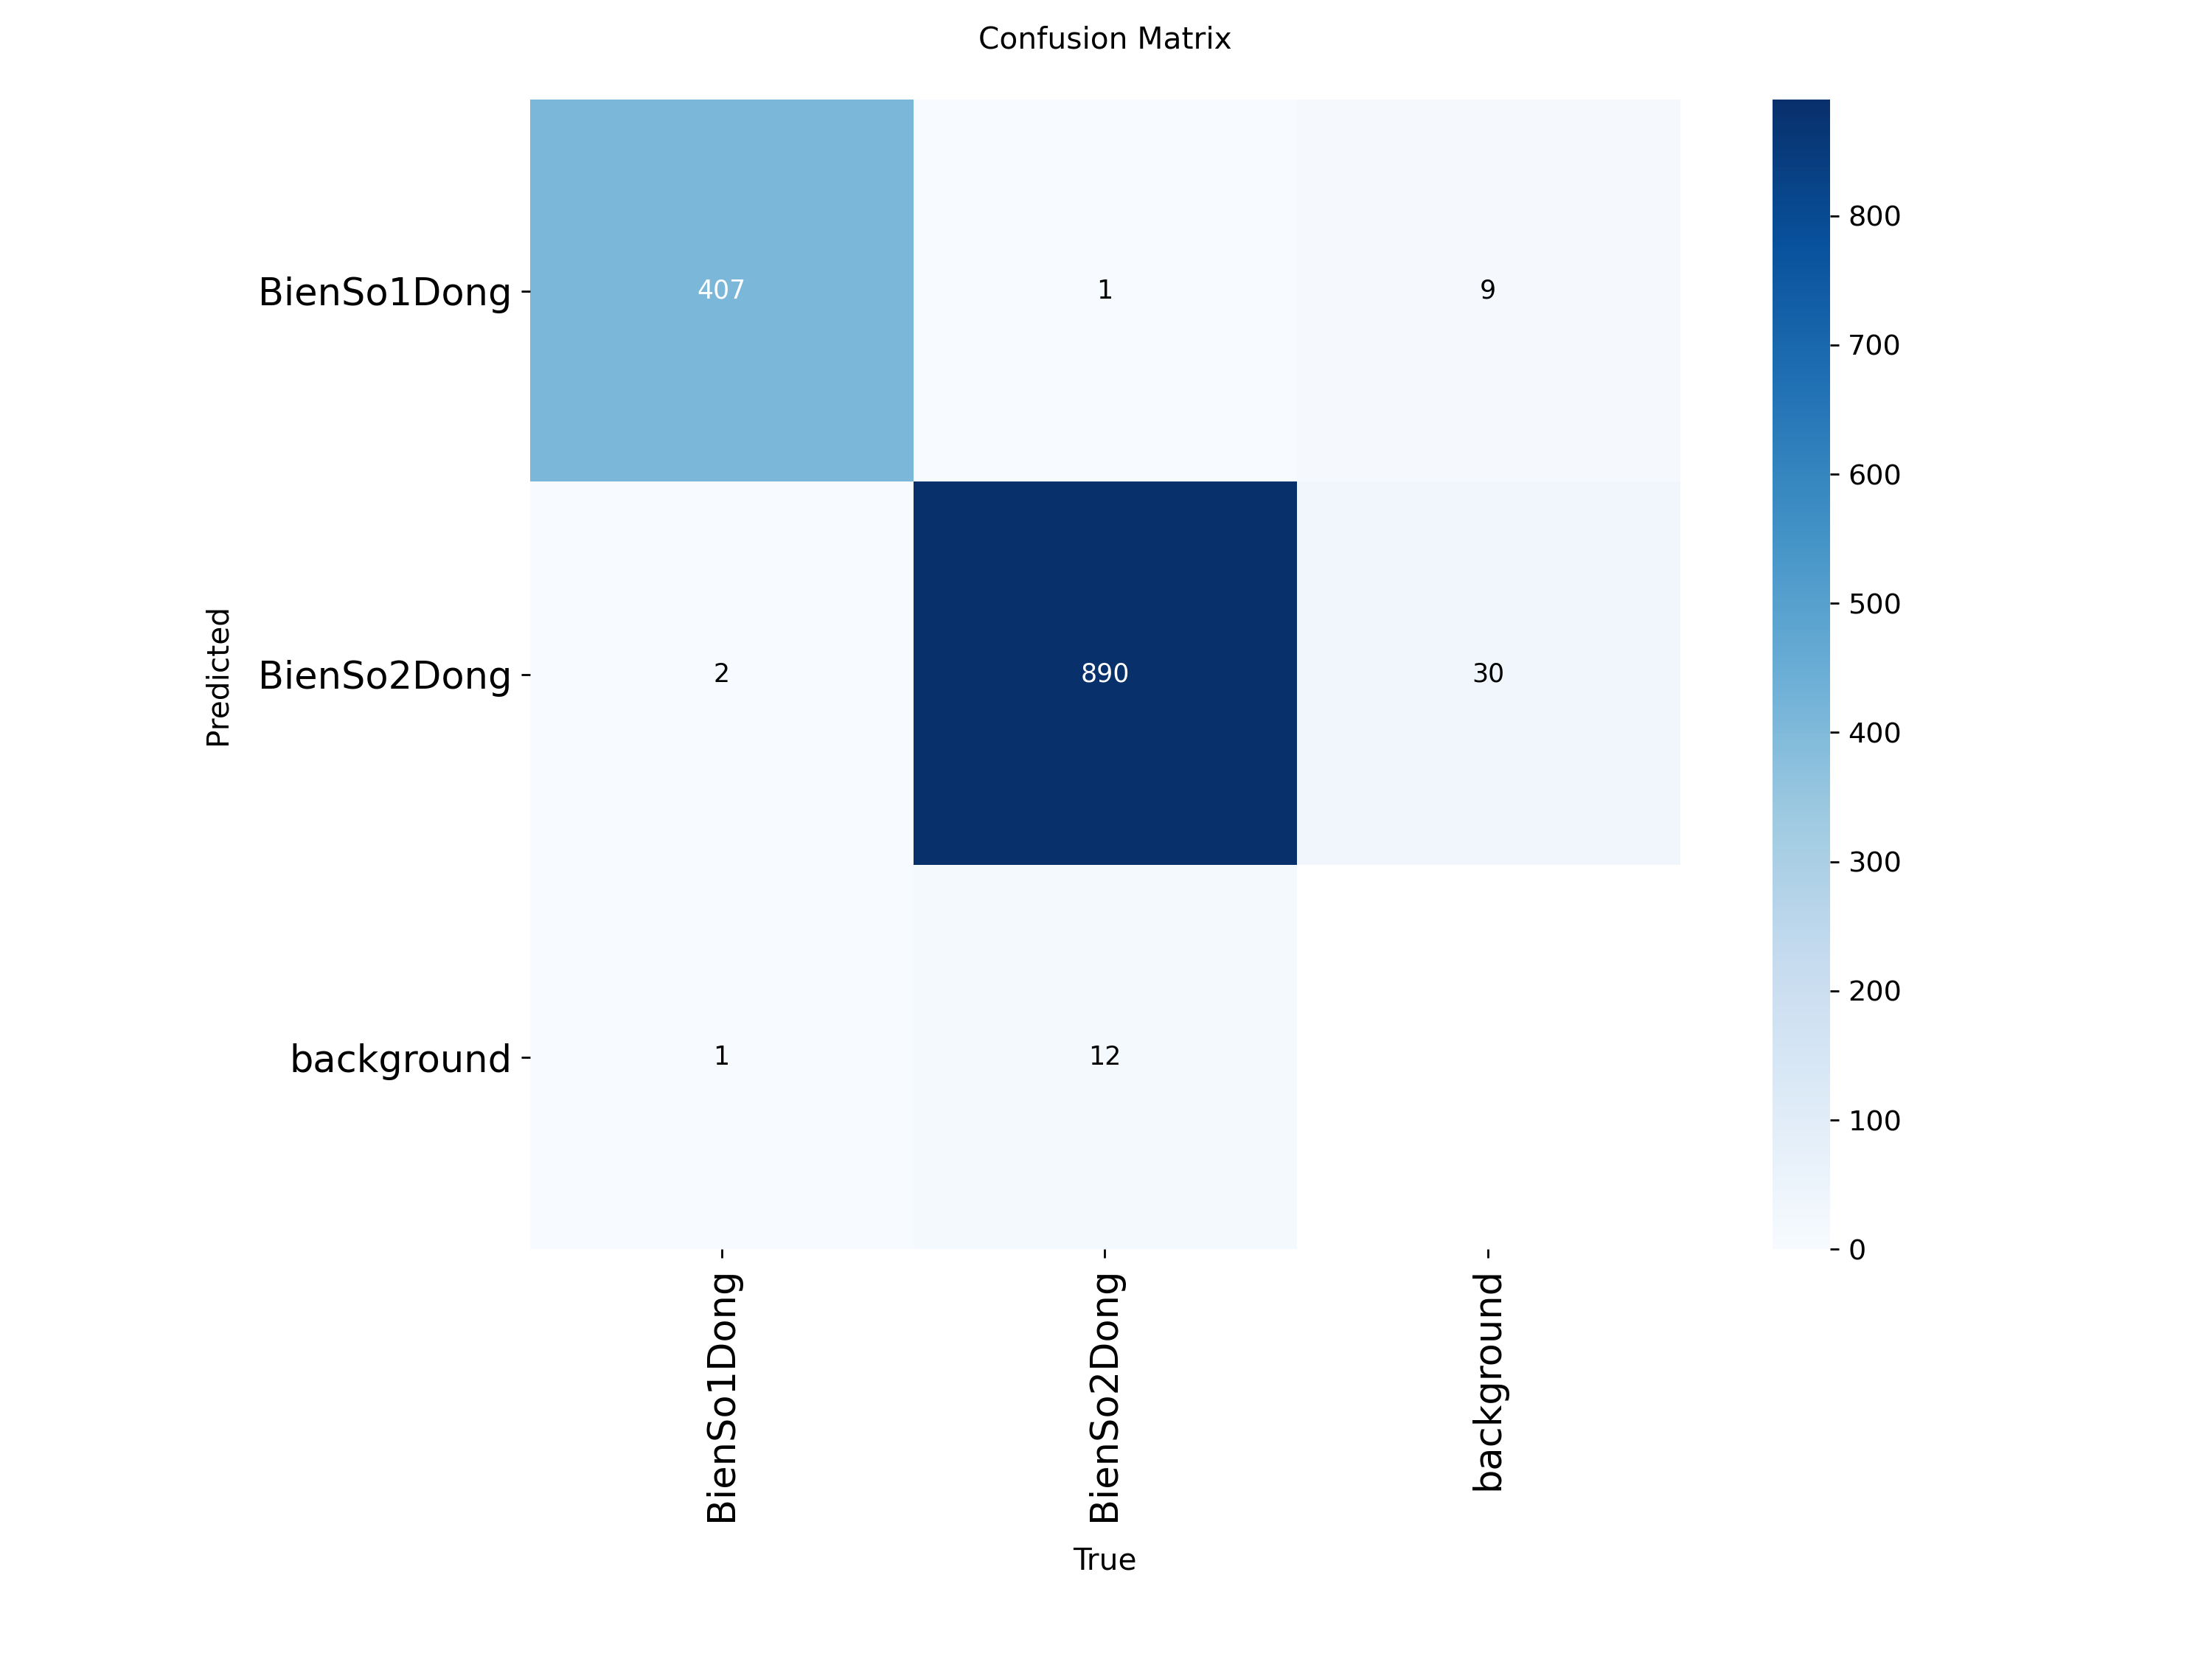 Confusion Matrix
BienSo1Dong 407 1 9
BienSo2Dong 2 890 30
background 1 12
Predicted
BienSo1Dong BienSo2Dong background
True
800
700
600
500
400
300
200
100
0